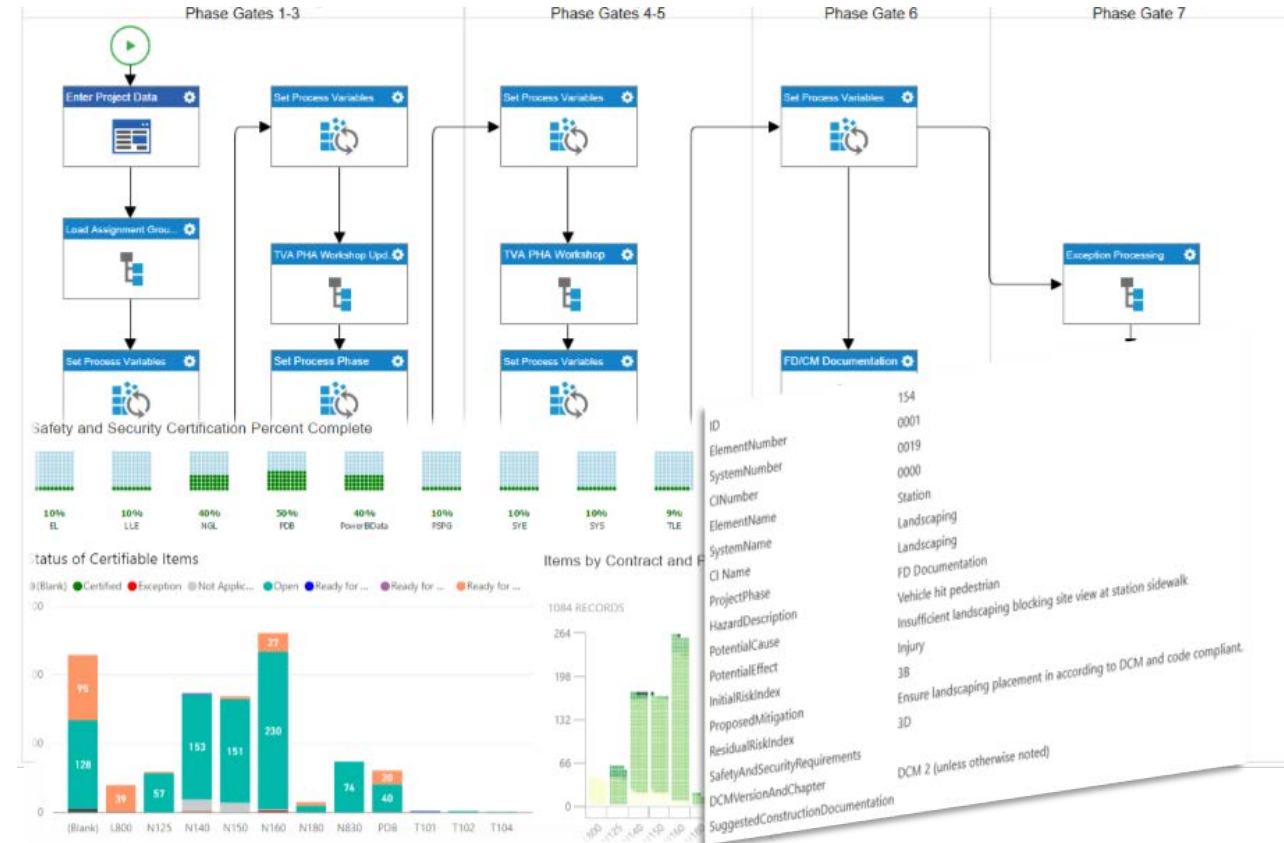 Phase Gates 1-3
Phase Gates 4-5
Phase Gate 6
Phase Gate 7
Enter Project Data
Set Process Variables
Set Process Variables
Set Process Variables
Load Assignment Grou...
TVA PHA Workshop Upd.
TVA PHA Workshop
Exception Processing
Set Process Variables
Set Process Phase
Set Process Variables
FD/CM Documentation
Safety and Security Certification Percent Complete
10% 10% 40% 50% 40% 10% 10% 10% 9%
EL LLE NGL PDB PowerBIData PSPG SYE SYS TLE
Status of Certifiable Items
(Blank) Certified Exception Not Applic... Open Ready for ... Ready for ... Ready for ...
00
00
00
0
95
128
39
57
153
151
27
230
74
20
40
(Blank) L800 N125 N140 N150 N160 N180 N830 PDB T101 T102 T104
Items by Contract and
1084 RECORDS
264
198
132
66
0
N125 N140 N150 N160
154
ID 0001
ElementNumber 0019
SystemNumber 0000
CINumber Station
ElementName Landscaping
SystemName Landscaping
CI Name FD Documentation
ProjectPhase Vehicle hit pedestrian
HazardDescription Insufficient landscaping blocking site view at station sidewalk
PotentialCause Injury
PotentialEffect 3B
InitialRiskIndex Ensure landscaping placement in according to DCM and code compliant.
ProposedMitigation 3D
ResidualRiskIndex
SafetyAndSecurityRequirements DCM 2 (unless otherwise noted)
DCMVersionAndChapter
SuggestedConstructionDocumentation